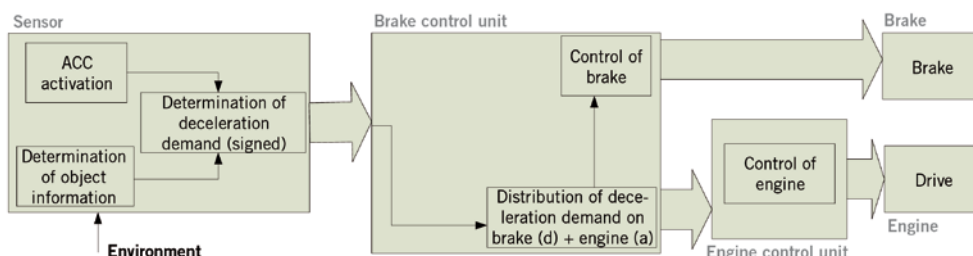 Sensor
ACC
activation
Determination of
deceleration
demand (signed)
Determination
of object
information
Environment
Brake control unit
Control of
brake
Distribution of dece-
leration demand on
brake (d) + engine (a)
Brake
Brake
Control of
engine
Engine control unit
Drive
Engine